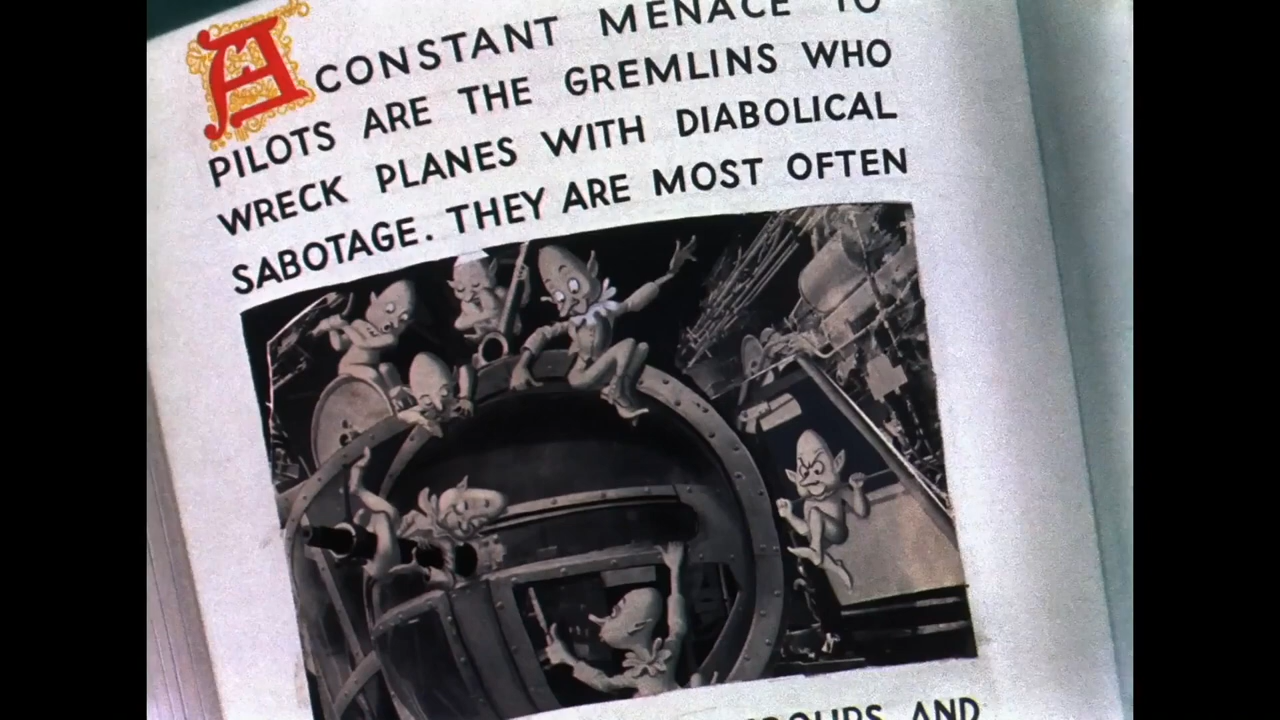 A CONSTANT MENACE TO
PILOTS ARE THE GREMLINS WHO
WRECK PLANES WITH DIABOLICAL
SABOTAGE. THEY ARE MOST OFTEN
AND